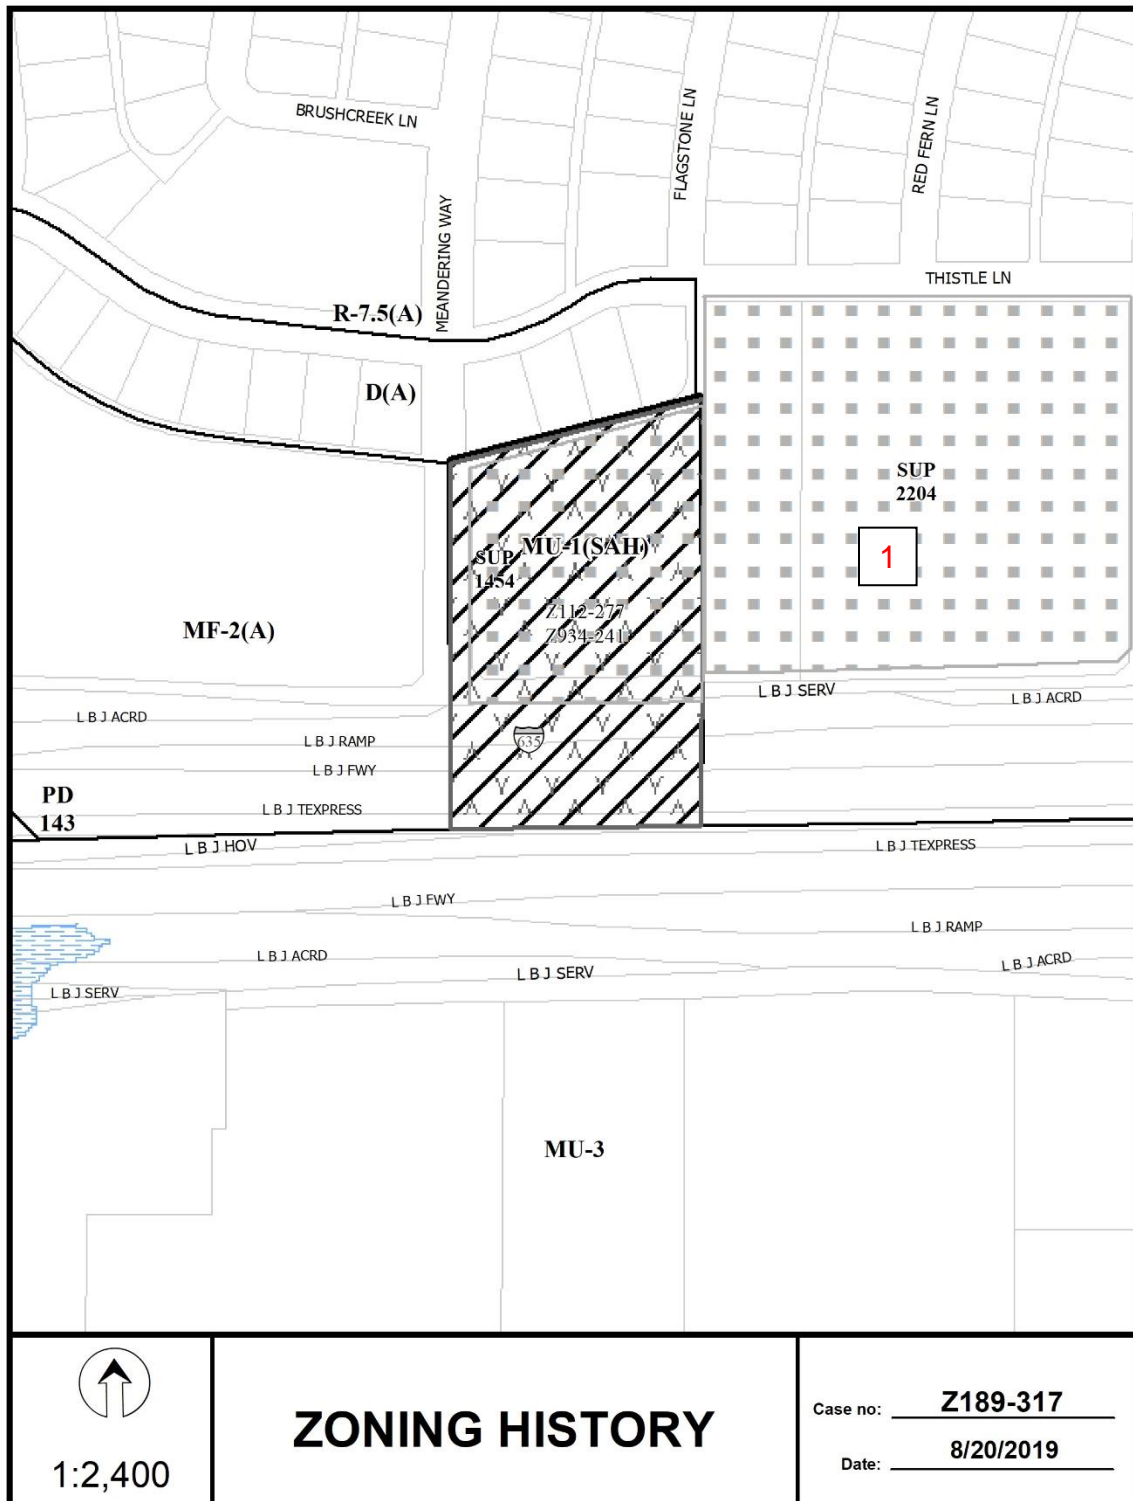 BRUSHCREEK LN
FLAGSTONE LN
RED FERN LN
MEANDERING WAY
THISTLE LN
R-7.5(A)
D(A)
SUP
2204
1
MU-1(SAH)
SUP
1454
Z112-277
Z934-241
MF-2(A)
L B J SERV
L B J ACRD
L B J ACRD
L B J RAMP
635
L B J FWY
PD
143
L B J TEXPRESS
L B J HOV
L B J TEXPRESS
L B J FWY
L B J RAMP
L B J ACRD
L B J SERV
L B J ACRD
L B J SERV
MU-3
1:2,400
ZONING HISTORY
Case no: Z189-317
Date: 8/20/2019